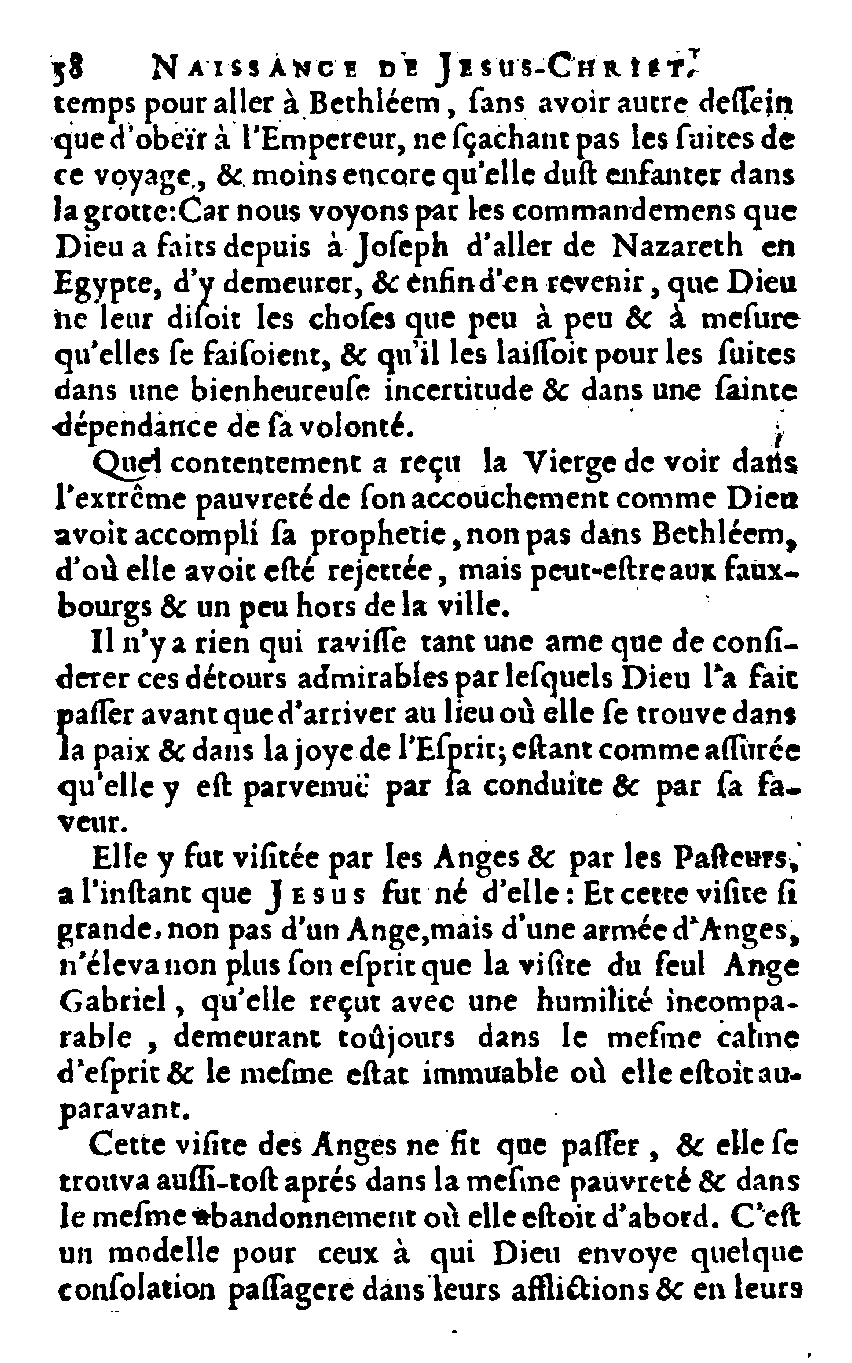 58 NAISSANCE DE JESUS-CHRIST.
temps pour aller à Bethléem, ſans avoir autre deſſein
que d'obeïr à l'Empereur, ne ſçachant pas les ſuites de
ce voyage, & moins encore qu'elle duſt enfanter dans
la grotte: Car nous voyons par les commandemens que
Dieu a faits depuis à Joſeph d'aller de Nazareth en
Egypte, d'y demeurer, & enfin d'en revenir, que Dieu
ne leur diſoit les choſes que peu à peu & à meſure
qu'elles ſe faiſoient, & qu'il les laiſſoit pour les ſuites
dans une bienheureuſe incertitude & dans une ſainte
dépendance de ſa volonté.
Quel contentement a reçu la Vierge de voir dans
l'extrême pauvreté de ſon accouchement comme Dieu
avoit accompli ſa prophetie, non pas dans Bethléem,
d'où elle avoit eſté rejettée, mais peut-eſtre aux faux-
bourgs & un peu hors de la ville.
Il n'y a rien qui raviſſe tant une ame que de conſi-
derer ces détours admirables par leſquels Dieu l'a fait
paſſer avant que d'arriver au lieu où elle ſe trouve dans
la paix & dans la joye de l'Eſprit; eſtant comme aſſurée
qu'elle y eſt parvenuë par ſa conduite & par ſa fa-
veur.
Elle y fut viſitée par les Anges & par les Paſteurs,
a l'inſtant que JESUS fut né d'elle: Et cette viſite ſi
grande, non pas d'un Ange, mais d'une armée d'Anges,
n'éleva non plus ſon eſprit que la viſite du ſeul Ange
Gabriel, qu'elle reçut avec une humilité incompa-
rable, demeurant toûjours dans le meſme calme
d'eſprit & le meſme eſtat immuable où elle eſtoit au-
paravant.
Cette viſite des Anges ne fit que paſſer, & elle ſe
trouva auſſi-toſt aprés dans la meſme pauvreté & dans
le meſme abandonnement où elle eſtoit d'abord. C'eſt
un modelle pour ceux à qui Dieu envoye quelque
conſolation paſſagere dans leurs afflictions & en leurs